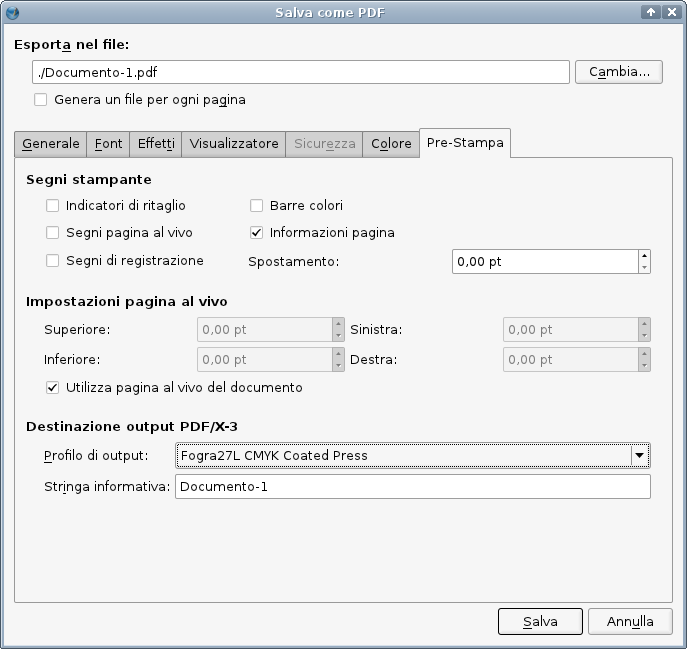 Salva come PDF
Esporta nel file:
./Documento-1.pdf Cambia...
Genera un file per ogni pagina
Generale Font Effetti Visualizzatore Sicurezza Colore Pre-Stampa
Segni stampante
Indicatori di ritaglio Barre colori
Segni pagina al vivo Informazioni pagina
Segni di registrazione Spostamento: 0,00 pt
Impostazioni pagina al vivo
Superiore: 0,00 pt Sinistra: 0,00 pt
Inferiore: 0,00 pt Destra: 0,00 pt
Utilizza pagina al vivo del documento
Destinazione output PDF/X-3
Profilo di output: Fogra27L CMYK Coated Press
Stringa informativa: Documento-1
Salva Annulla